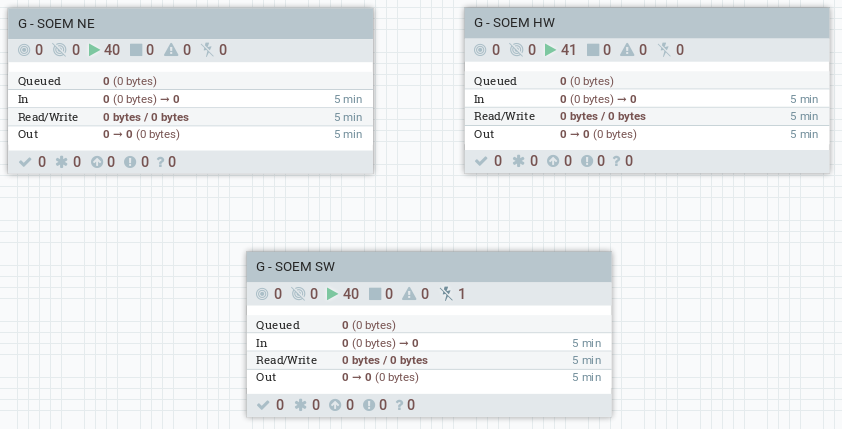 G - SOEM NE
0 0 40 0 0 0
Queued 0 (0 bytes)
In 0 (0 bytes) → 0 5 min
Read/Write 0 bytes / 0 bytes 5 min
Out 0 → 0 (0 bytes) 5 min
0 0 0 0 ? 0
G - SOEM HW
0 0 41 0 0 0
Queued 0 (0 bytes)
In 0 (0 bytes) → 0 5 min
Read/Write 0 bytes / 0 bytes 5 min
Out 0 → 0 (0 bytes) 5 min
0 0 0 0 ? 0
G - SOEM SW
0 0 40 0 0 1
Queued 0 (0 bytes)
In 0 (0 bytes) → 0 5 min
Read/Write 0 bytes / 0 bytes 5 min
Out 0 → 0 (0 bytes) 5 min
0 0 0 0 ? 0